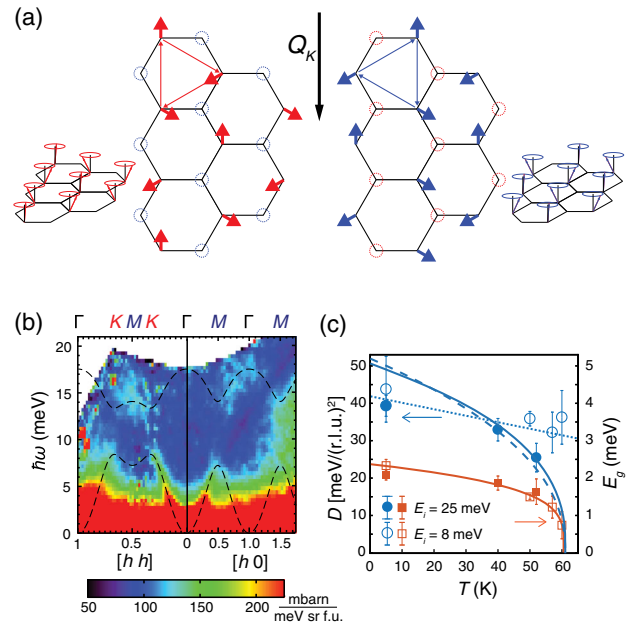 (a)
Q_K
(b)
Γ K M K Γ M Γ M
ħω (meV)
20
15
10
5
0
1 0.5 0 0.5 1.0 1.5
[h h] [h 0]
50 100 150 200
mbarn
meV sr f.u.
(c)
D [meV/(r.l.u.)²]
50
40
30
20
10
0
5
4
3
2
1
0
E_g (meV)
E_i = 25 meV
E_i = 8 meV
0 10 20 30 40 50 60
T (K)